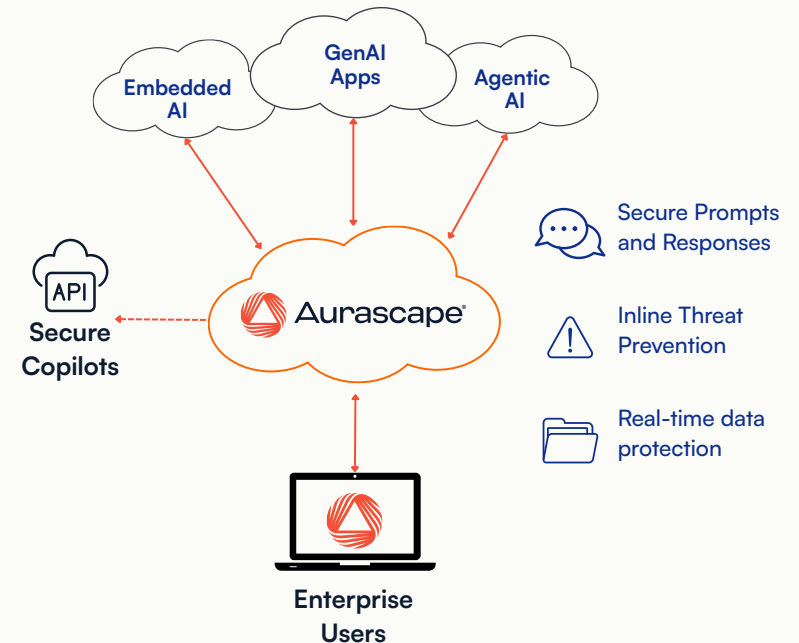 GenAI
Apps
Embedded
AI
Agentic
AI
Secure Prompts
and Responses
API
Aurascape®
Secure
Copilots
Inline Threat
Prevention
Real-time data
protection
Enterprise
Users